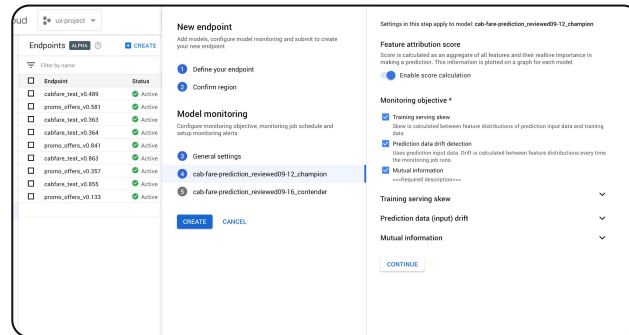 oud
ux-project
Endpoints ALPHA
CREATE
Filter by name
Endpoint Status
cabfare_test_v0.489 Active
promo_offers_v0.581 Active
cabfare_test_v0.363 Active
cabfare_test_v0.364 Active
promo_offers_v0.841 Active
cabfare_test_v0.863 Active
promo_offers_v0.357 Active
cabfare_test_v0.855 Active
promo_offers_v0.133 Active
New endpoint
Add models, configure model monitoring and submit to create
your new endpoint
1 Define your endpoint
2 Confirm region
Model monitoring
Configure monitoring objective, monitoring job schedule and
setup monitoring alerts
3 General settings
4 cab-fare-prediction_reviewed09-12_champion
5 cab-fare-prediction_reviewed09-16_contender
CREATE CANCEL
Settings in this step apply to model: cab-fare-prediction_reviewed09-12_champion
Feature attribution score
Score is calculated as an aggregate of all features and their realtive importance in
making a prediction. This information is plotted on a graph for each model.
Enable score calculation
Monitoring objective *
Training serving skew
Skew is calculated between feature distributions of prediction input data and training
data
Prediction data drift detection
Uses prediction input data. Drift is calculated between feature distributions every time
the monitoring job runs.
Mutual information
===Required description===
Training serving skew
Prediction data (input) drift
Mutual information
CONTINUE